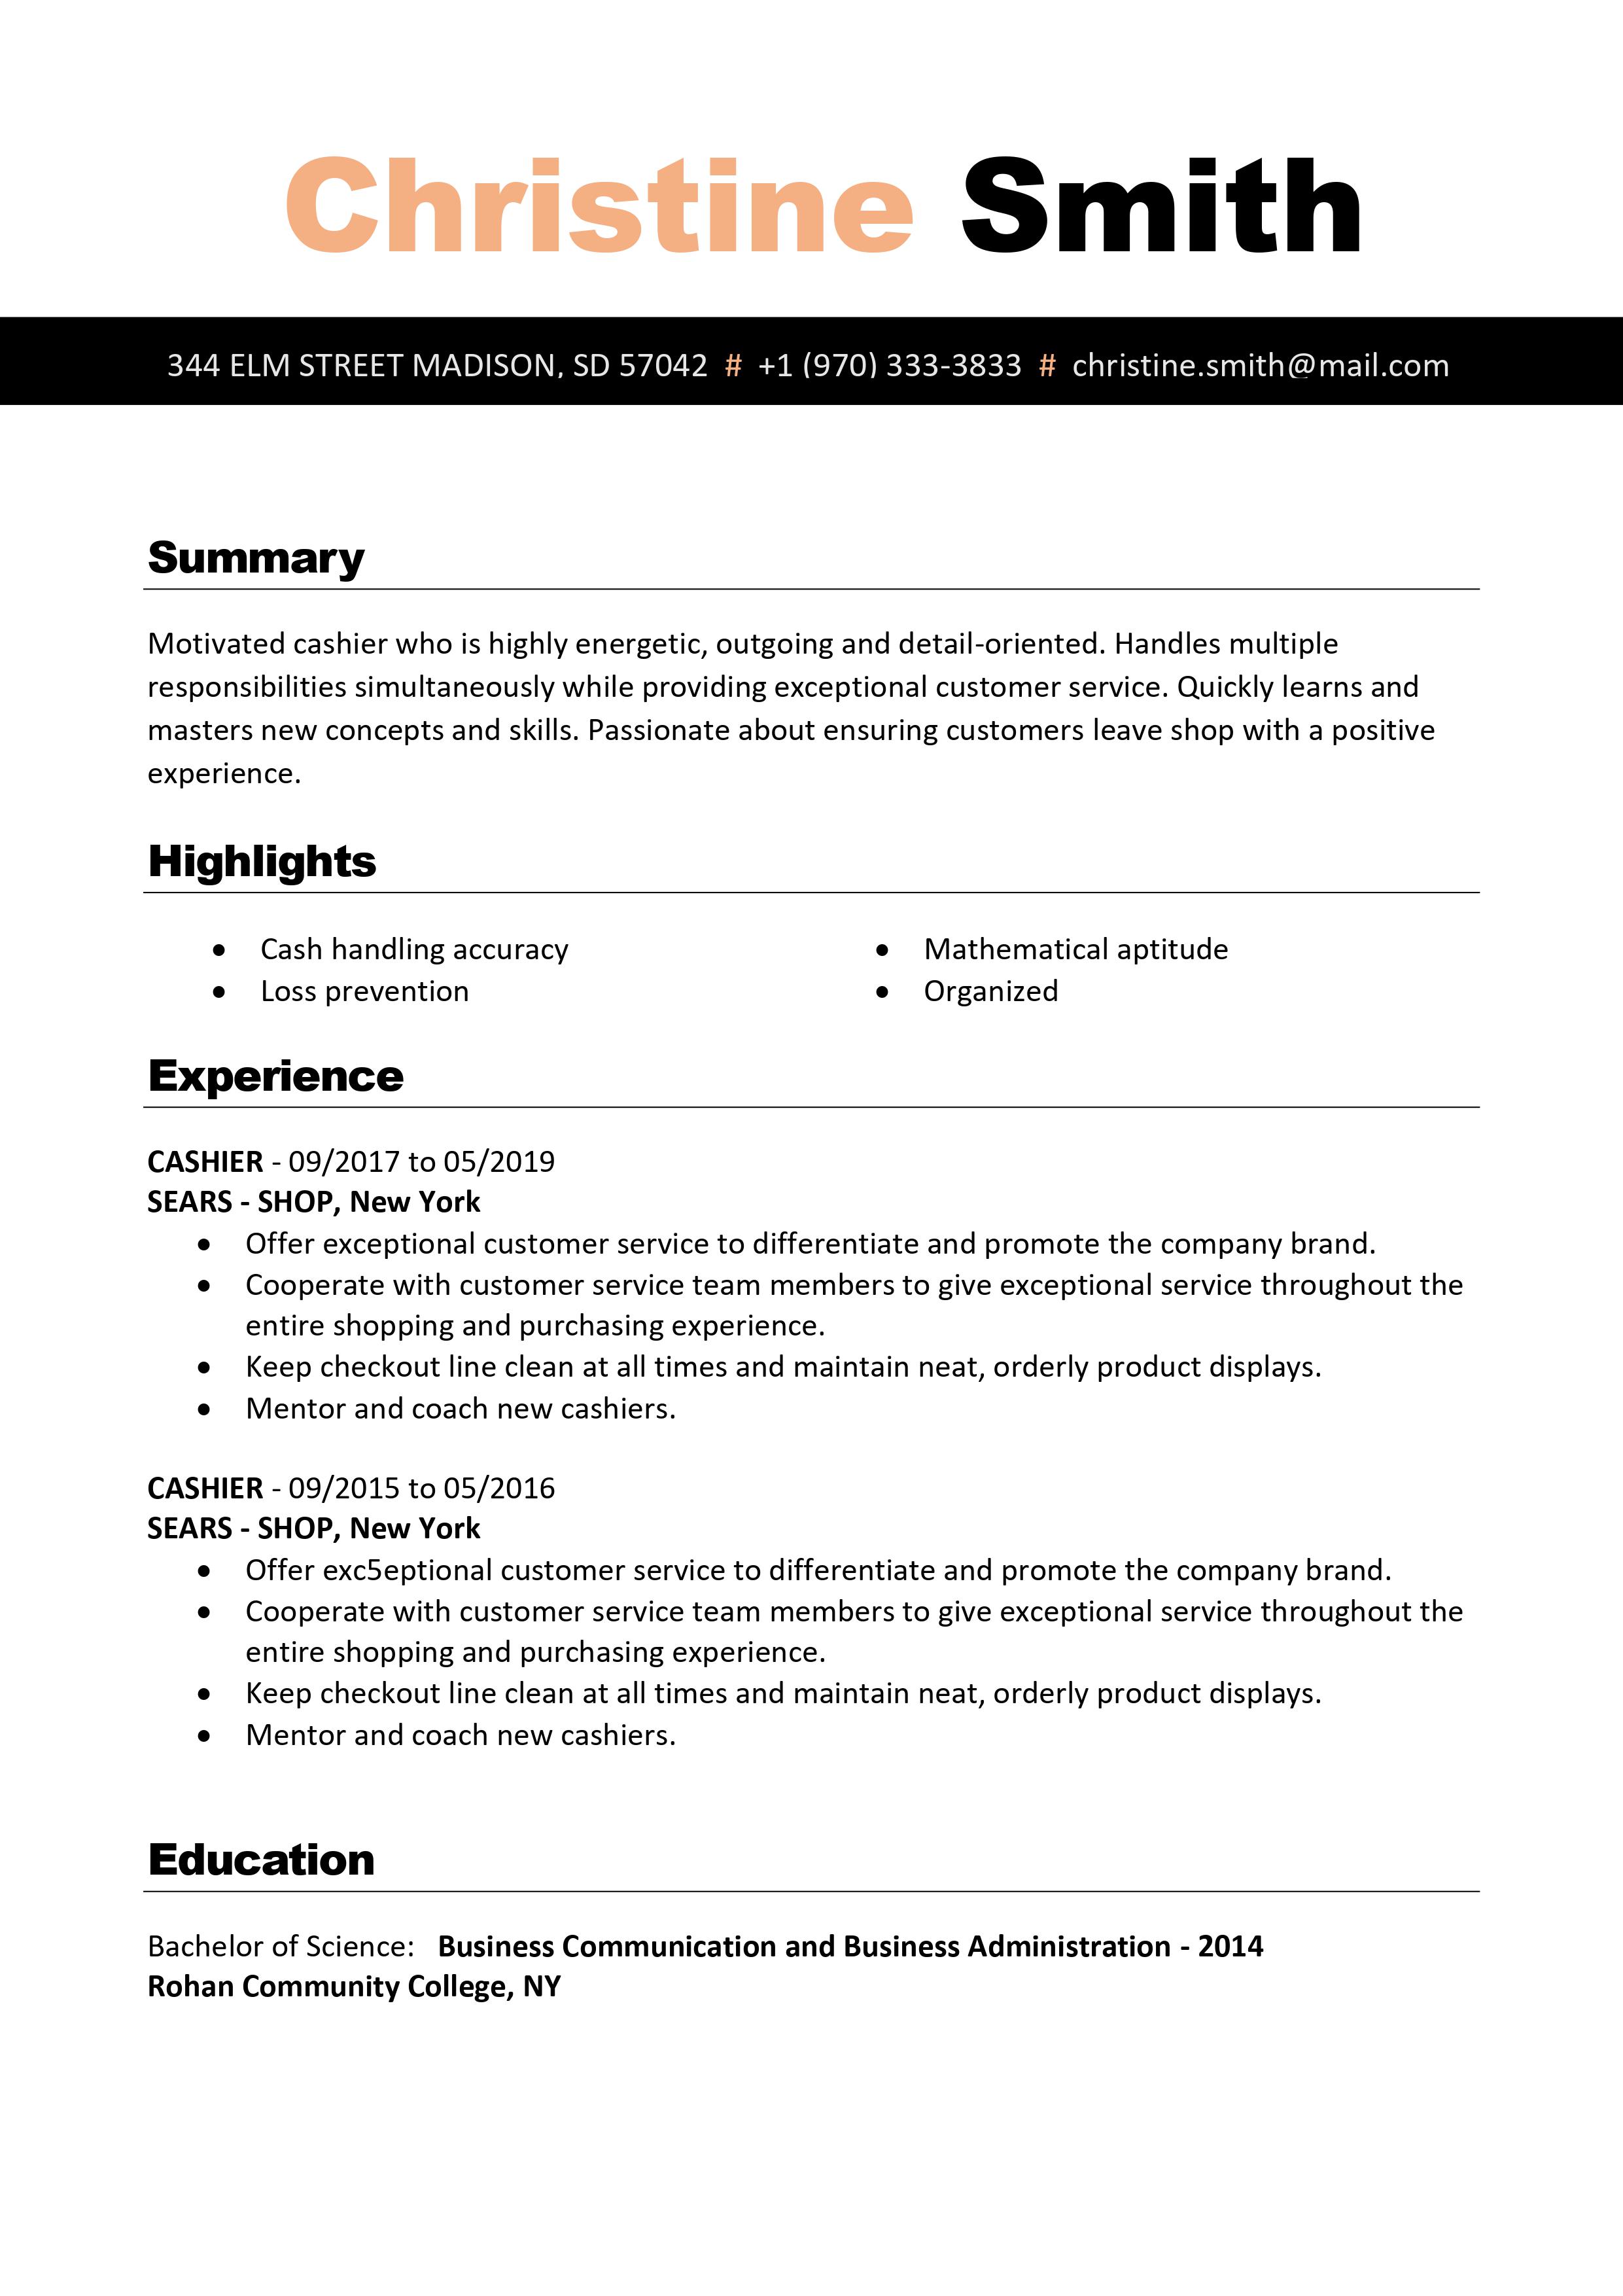 Christine Smith
344 ELM STREET MADISON, SD 57042 # +1 (970) 333-3833 # christine.smith@mail.com
Summary
Motivated cashier who is highly energetic, outgoing and detail-oriented. Handles multiple
responsibilities simultaneously while providing exceptional customer service. Quickly learns and
masters new concepts and skills. Passionate about ensuring customers leave shop with a positive
experience.
Highlights
• Cash handling accuracy
• Loss prevention
• Mathematical aptitude
• Organized
Experience
CASHIER - 09/2017 to 05/2019
SEARS - SHOP, New York
• Offer exceptional customer service to differentiate and promote the company brand.
• Cooperate with customer service team members to give exceptional service throughout the
entire shopping and purchasing experience.
• Keep checkout line clean at all times and maintain neat, orderly product displays.
• Mentor and coach new cashiers.
CASHIER - 09/2015 to 05/2016
SEARS - SHOP, New York
• Offer exc5eptional customer service to differentiate and promote the company brand.
• Cooperate with customer service team members to give exceptional service throughout the
entire shopping and purchasing experience.
• Keep checkout line clean at all times and maintain neat, orderly product displays.
• Mentor and coach new cashiers.
Education
Bachelor of Science: Business Communication and Business Administration - 2014
Rohan Community College, NY